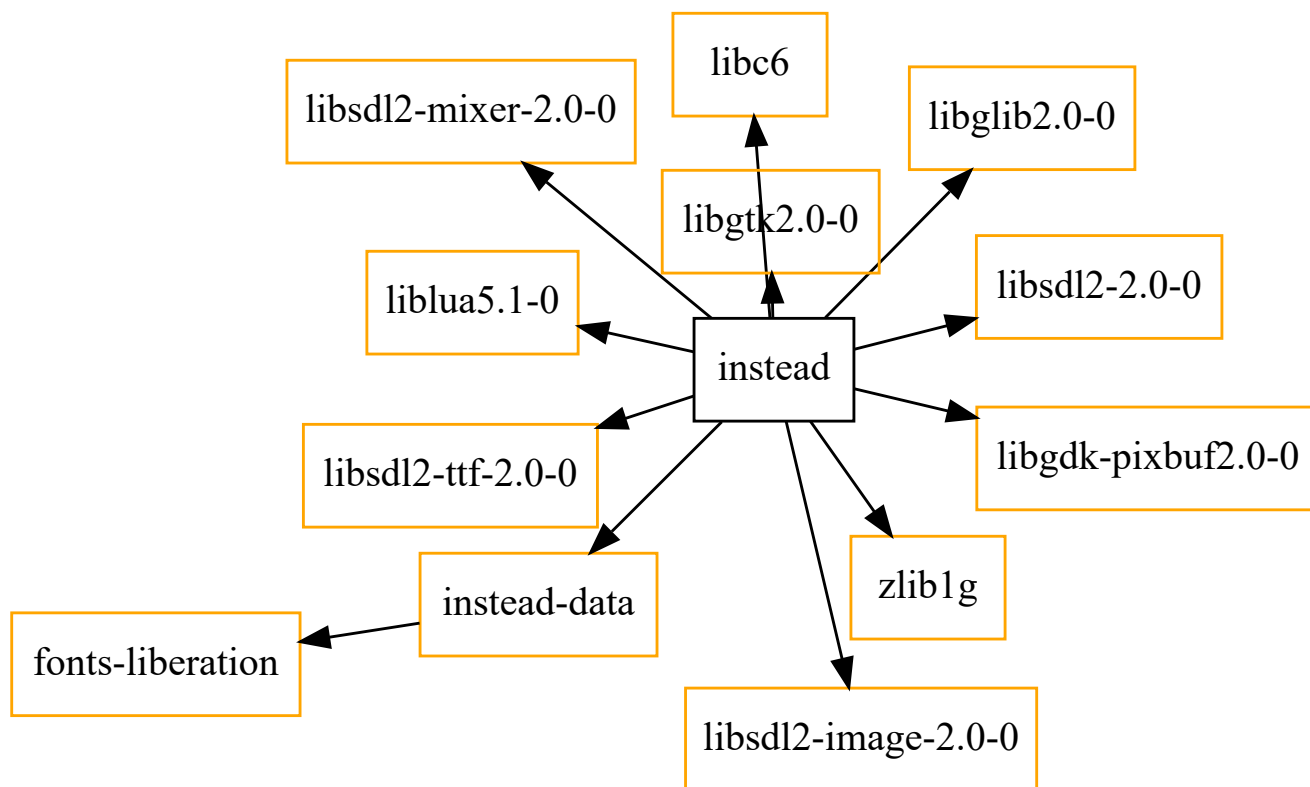 libc6
libsdl2-mixer-2.0-0
libglib2.0-0
libgtk2.0-0
libsdl2-2.0-0
liblua5.1-0
instead
libgdk-pixbuf2.0-0
libsdl2-ttf-2.0-0
zlib1g
instead-data
fonts-liberation
libsdl2-image-2.0-0